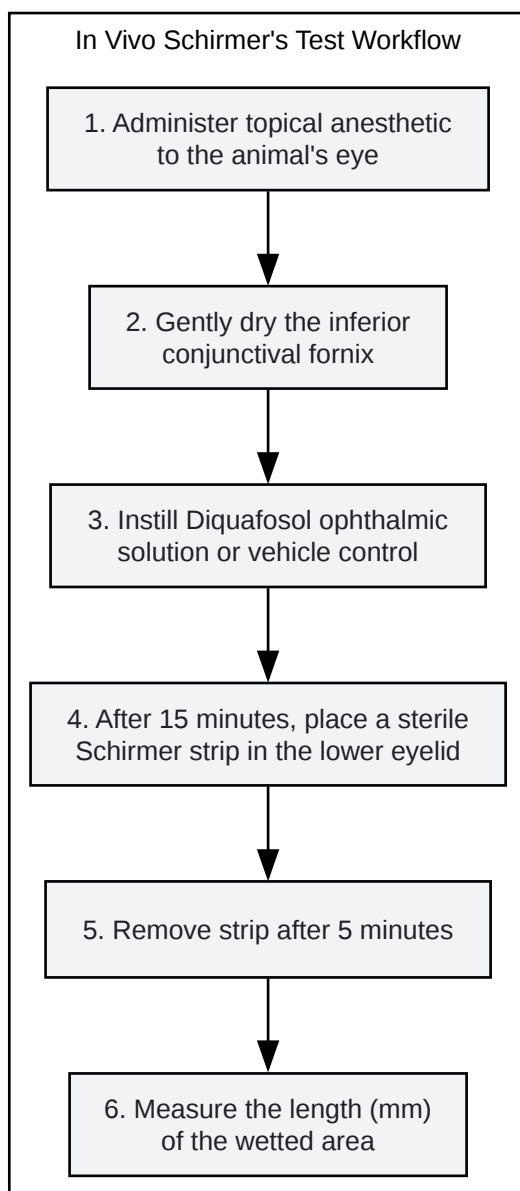 In Vivo Schirmer's Test Workflow
1. Administer topical anesthetic
to the animal's eye
2. Gently dry the inferior
conjunctival fornix
3. Instill Diquafosol ophthalmic
solution or vehicle control
4. After 15 minutes, place a sterile
Schirmer strip in the lower eyelid
5. Remove strip after 5 minutes
6. Measure the length (mm)
of the wetted area